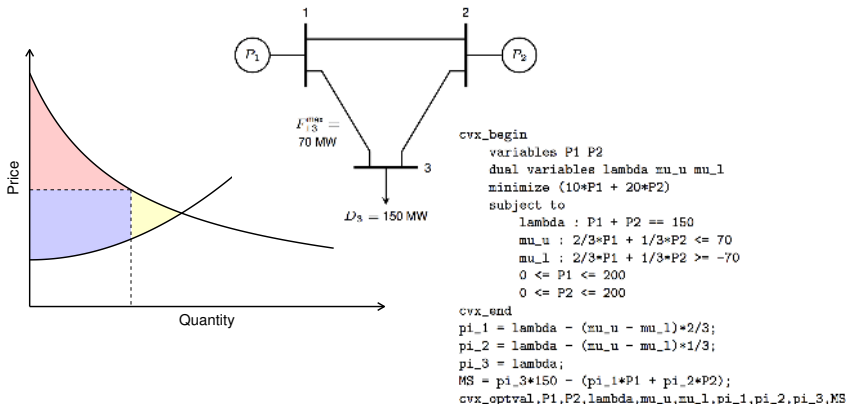 1
2
P1
P2
F13^max =
70 MW
3
D3 = 150 MW
Price
Quantity
cvx_begin
variables P1 P2
dual variables lambda mu_u mu_l
minimize (10*P1 + 20*P2)
subject to
lambda : P1 + P2 == 150
mu_u : 2/3*P1 + 1/3*P2 <= 70
mu_l : 2/3*P1 + 1/3*P2 >= -70
0 <= P1 <= 200
0 <= P2 <= 200
cvx_end
pi_1 = lambda - (mu_u - mu_l)*2/3;
pi_2 = lambda - (mu_u - mu_l)*1/3;
pi_3 = lambda;
MS = pi_3*150 - (pi_1*P1 + pi_2*P2);
cvx_optval,P1,P2,lambda,mu_u,mu_l,pi_1,pi_2,pi_3,MS